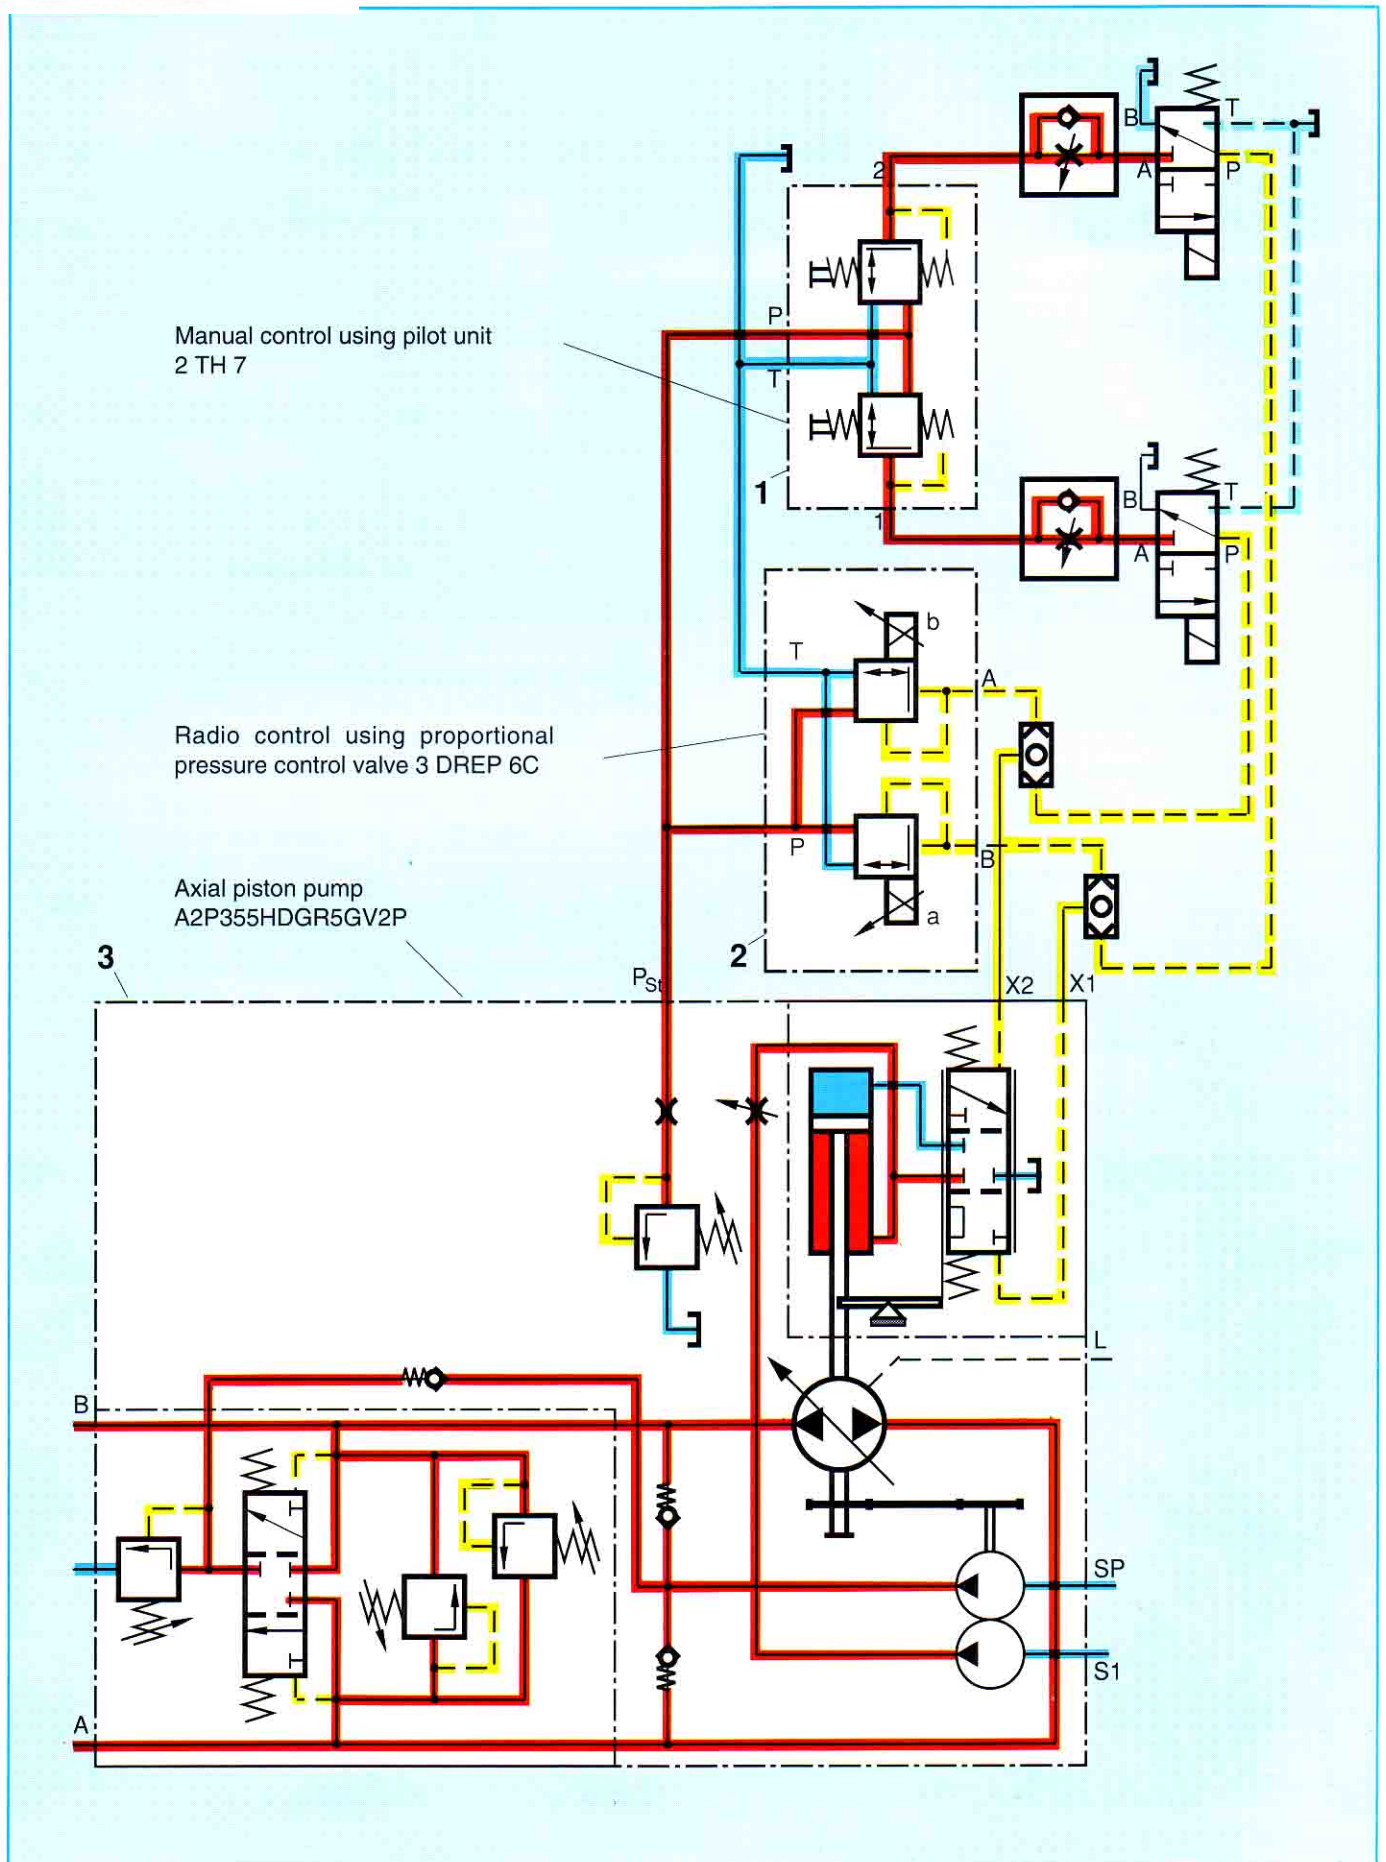 B
T
A
P
2
Manual control using pilot unit
2 TH 7
P
T
1
1
B
T
A
P
b
T
A
Radio control using proportional
pressure control valve 3 DREP 6C
P
B
a
2
Axial piston pump
A2P355HDGR5GV2P
3
PSt
X2
X1
L
B
SP
S1
A